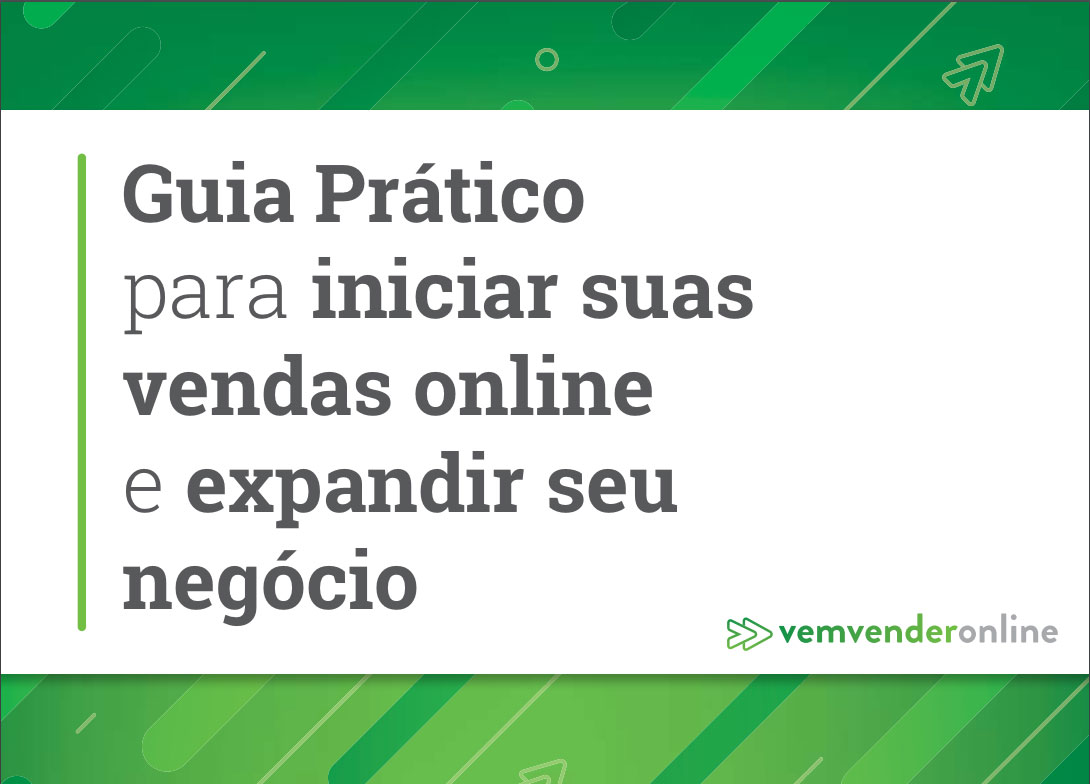 Guia Prático
para iniciar suas
vendas online
e expandir seu
negócio
vemvenderonline